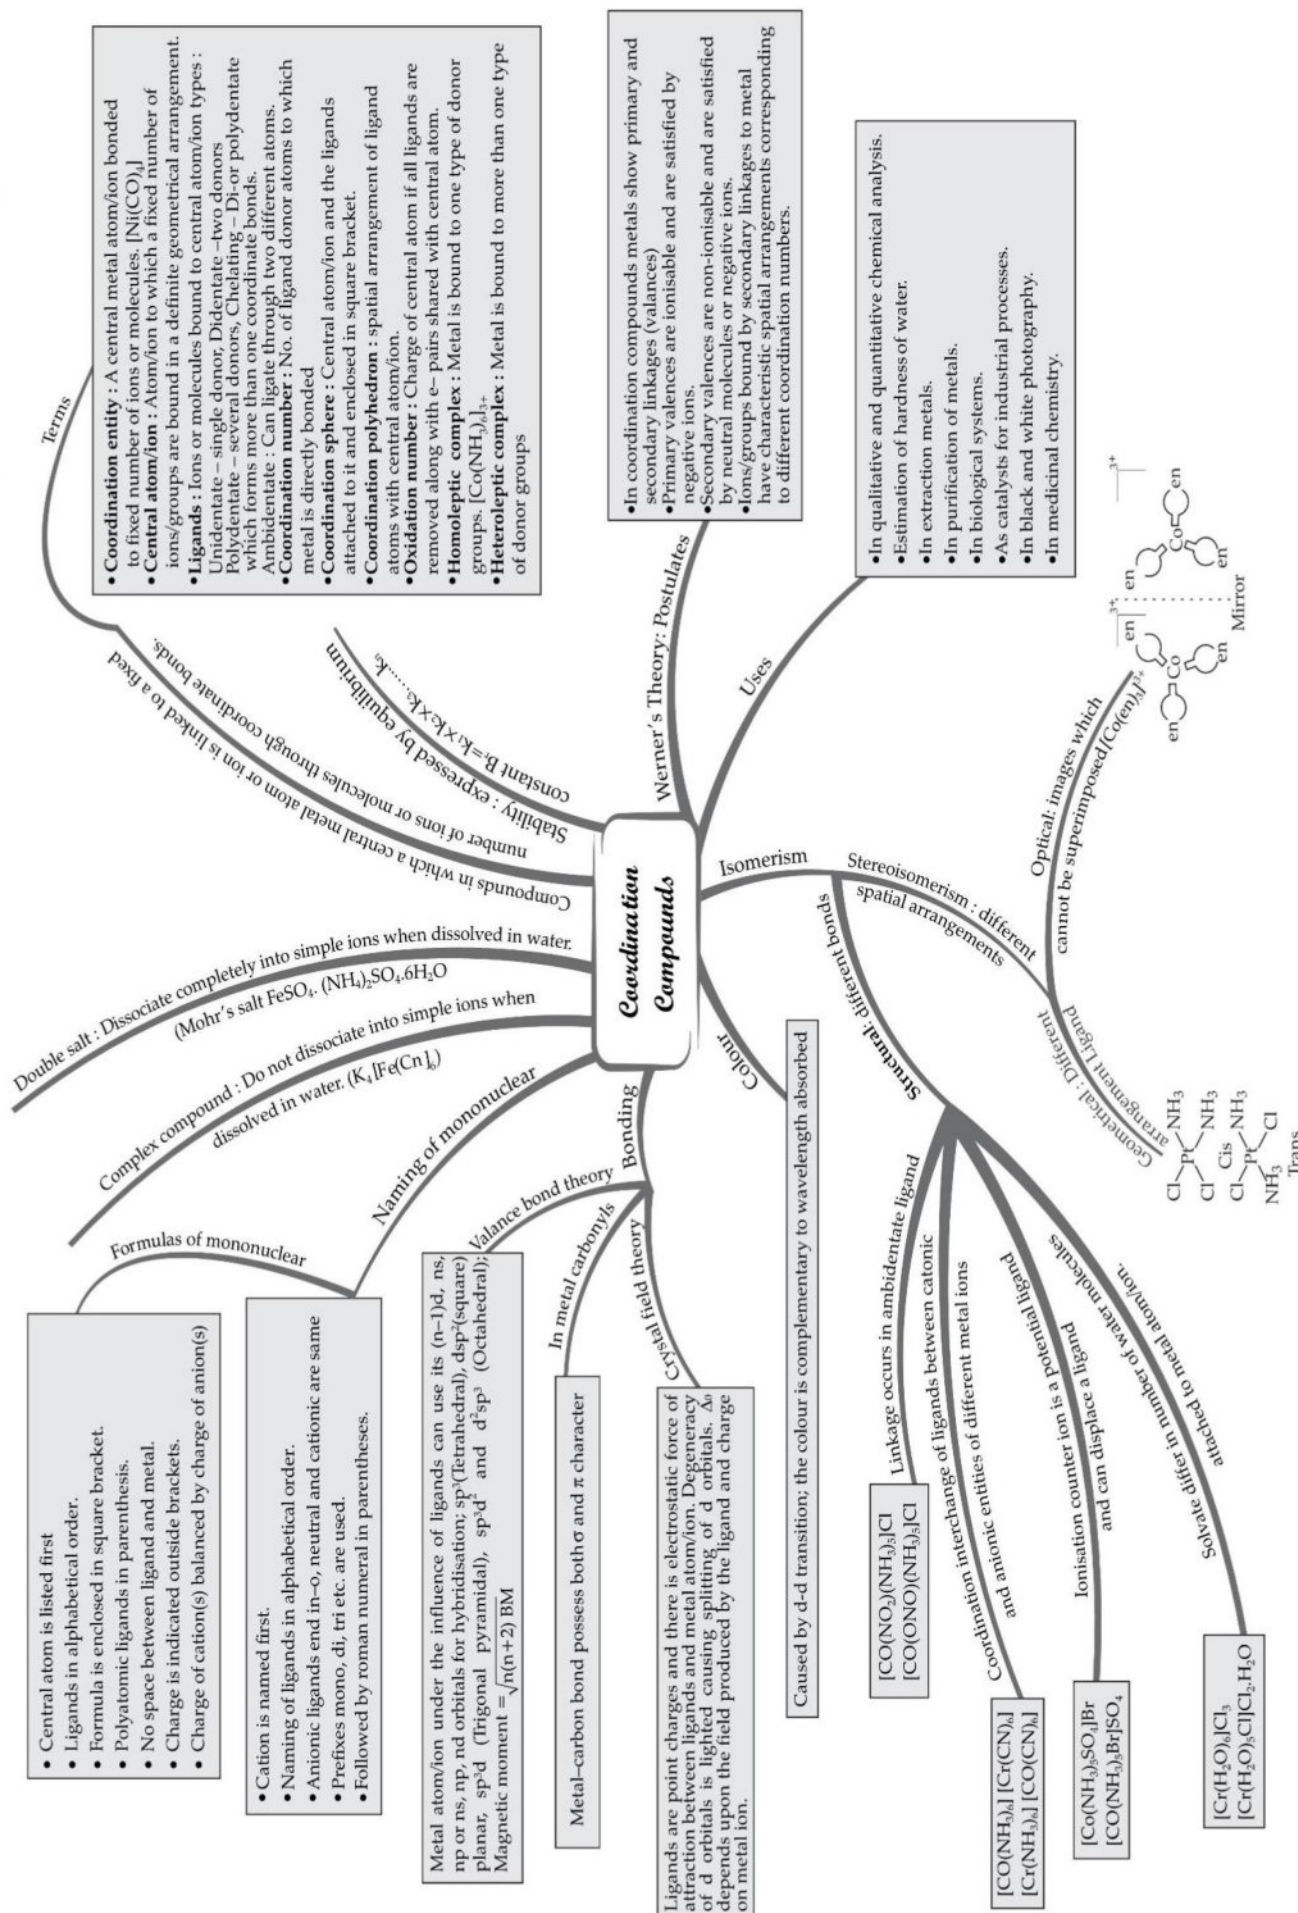 Coordination
Compounds
Terms
• Coordination entity : A central metal atom/ion bonded
to fixed number of ions or molecules. [Ni(CO)₄]
• Central atom/ion : Atom/ion to which a fixed number of
ions/groups are bound in a definite geometrical arrangement.
• Ligands : Ions or molecules bound to central atom/ion types :
Unidentate – single donor, Didentate –two donors
Polydentate – several donors, Chelating – Di-or polydentate
which forms more than one coordinate bonds.
Ambidentate : Can ligate through two different atoms.
• Coordination number : No. of ligand donor atoms to which
metal is directly bonded
• Coordination sphere : Central atom/ion and the ligands
attached to it and enclosed in square bracket.
• Coordination polyhedron : spatial arrangement of ligand
atoms with central atom/ion.
• Oxidation number : Charge of central atom if all ligands are
removed along with e– pairs shared with central atom.
• Homoleptic complex : Metal is bound to one type of donor
groups. [Co(NH₃)₆]³⁺
• Heteroleptic complex : Metal is bound to more than one type
of donor groups
Compounds in which a central metal atom or ion is linked to a fixed
number of ions or molecules through coordinate bonds.
Stability : expressed by equilibrium
constant Bᵣ=k₁×k₂×k₃......kₙ
Werner's Theory: Postulates
•In coordination compounds metals show primary and
secondary linkages (valances)
•Primary valences are ionisable and are satisfied by
negative ions.
•Secondary valences are non-ionisable and are satisfied
by neutral molecules or negative ions.
•Ions/groups bound by secondary linkages to metal
have characteristic spatial arrangements corresponding
to different coordination numbers.
Uses
•In qualitative and quantitative chemical analysis.
•Estimation of hardness of water.
•In extraction metals.
•In purification of metals.
•In biological systems.
•As catalysts for industrial processes.
•In black and white photography.
•In medicinal chemistry.
Isomerism
Stereoisomerism : different
spatial arrangements
Optical: images which
cannot be superimposed[Co(en)₃]³⁺
en
en
en
Co
3+
Mirror
en
en
en
Co
3+
Geometrical : Different
arrangement Ligand
Cl NH₃
Pt
Cl NH₃
Cis
Cl NH₃
Pt
NH₃ Cl
Trans
Structural: different bonds
Linkage occurs in ambidentate ligand
[CO(NO₂)(NH₃)₅]Cl
[CO(ONO)(NH₃)₅]Cl
Coordination interchange of ligands between catonic
and anionic entities of different metal ions
[CO(NH₃)₆] [Cr(CN)₆]
[Cr(NH₃)₆] [CO(CN)₆]
Ionisation counter ion is a potential ligand
and can displace a ligand
[Co(NH₃)₅SO₄]Br
[CO(NH₃)₅Br]SO₄
Solvate differ in number of water molecules
attached to metal atom/ion.
[Cr(H₂O)₆]Cl₃
[Cr(H₂O)₅Cl]Cl₂.H₂O
Colour
Caused by d-d transition; the colour is complementary to wavelength absorbed
Bonding
Crystal field theory
Ligands are point charges and there is electrostatic force of
attraction between ligands and metal atom/ion. Degeneracy
of d orbitals is lighted causing splitting of d orbitals. Δ₀
depends upon the field produced by the ligand and charge
on metal ion.
In metal carbonyls
Metal–carbon bond possess both σ and π character
Valance bond theory
Metal atom/ion under the influence of ligands can use its (n–1)d, ns,
np or ns, np, nd orbitals for hybridisation; sp³(Tetrahedral), dsp²(square)
planar, sp³d (Trigonal pyramidal), sp³d² and d²sp³ (Octahedral);
Magnetic moment = √n(n+2) BM
Naming of mononuclear
• Cation is named first.
• Naming of ligands in alphabetical order.
• Anionic ligands end in–o, neutral and cationic are same
• Prefixes mono, di, tri etc. are used.
• Followed by roman numeral in parentheses.
Formulas of mononuclear
• Central atom is listed first
• Ligands in alphabetical order.
• Formula is enclosed in square bracket.
• Polyatomic ligands in parenthesis.
• No space between ligand and metal.
• Charge is indicated outside brackets.
• Charge of cation(s) balanced by charge of anion(s)
Complex compound : Do not dissociate into simple ions when
dissolved in water. (K₄[Fe(Cn]₆)
Double salt : Dissociate completely into simple ions when dissolved in water.
(Mohr's salt FeSO₄. (NH₄)₂SO₄.6H₂O